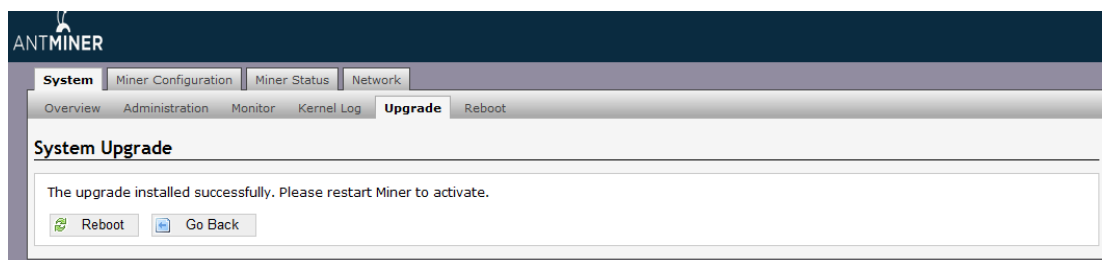 ANTMINER
System Miner Configuration Miner Status Network
Overview Administration Monitor Kernel Log Upgrade Reboot
System Upgrade
The upgrade installed successfully. Please restart Miner to activate.
Reboot Go Back